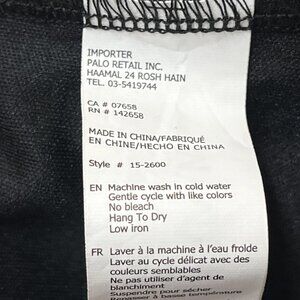 IMPORTER
PALO RETAIL INC.
HAAMAL 24 ROSH HAIN
TEL. 03-5419744
CA # 07658
RN # 142658
MADE IN CHINA/FABRIQUÉ
EN CHINE/HECHO EN CHINA
Style # 15-2600
EN Machine wash in cold water
Gentle cycle with like colors
No bleach
Hang To Dry
Low iron
FR Laver à la machine à l'eau froide
Laver au cycle délicat avec des
couleurs semblables
Ne pas utiliser d'agent de
blanchiment
Suspendre pour sécher
Repasser à basse température